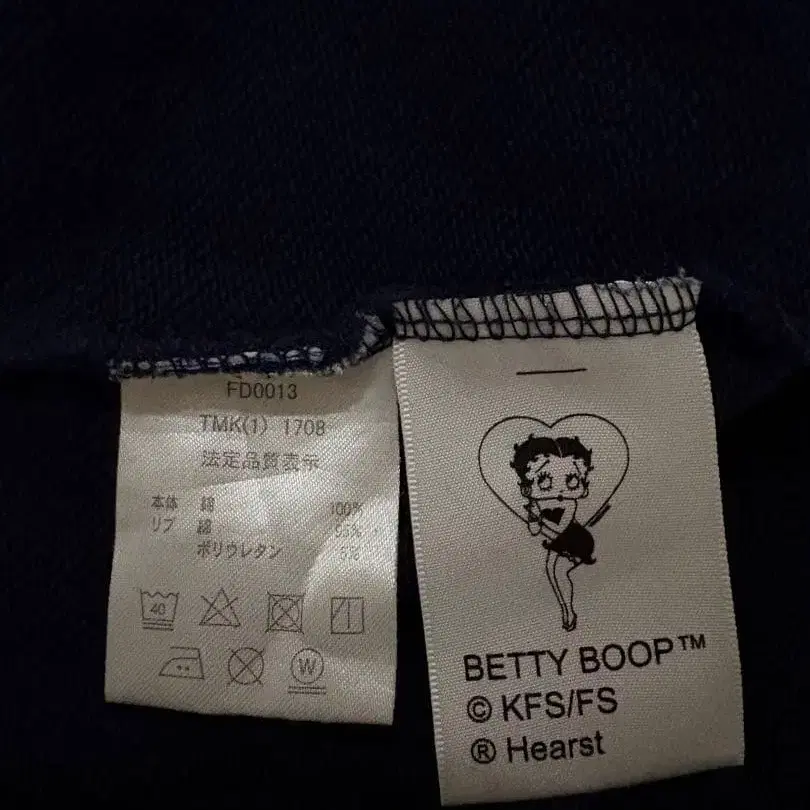 FD0013
TMK(1) 1708
法定品質表示
本体 綿 100%
リブ 綿 95%
ポリウレタン 5%
40
W
BETTY BOOP™
© KFS/FS
® Hearst